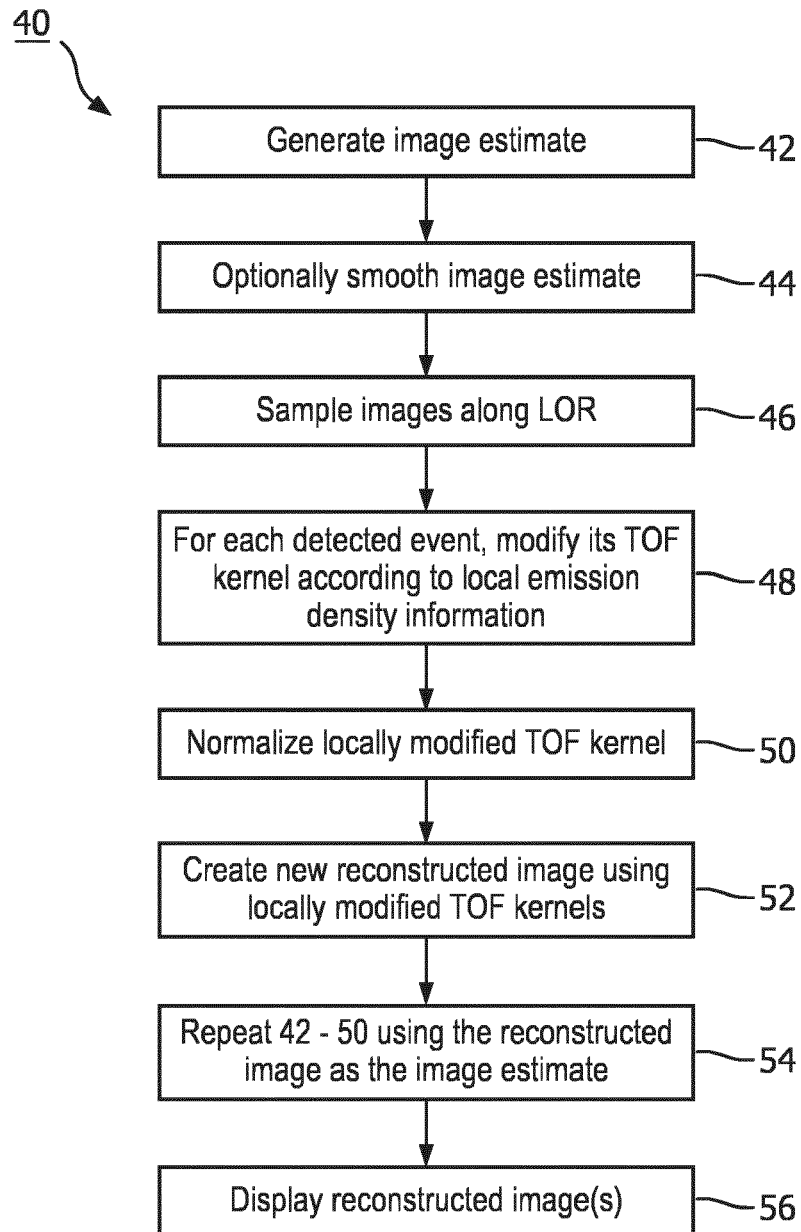 40
Generate image estimate
42
Optionally smooth image estimate
44
Sample images along LOR
46
For each detected event, modify its TOF
kernel according to local emission
density information
48
Normalize locally modified TOF kernel
50
Create new reconstructed image using
locally modified TOF kernels
52
Repeat 42 - 50 using the reconstructed
image as the image estimate
54
Display reconstructed image(s)
56